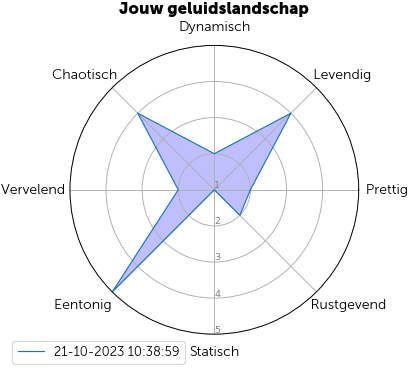 Jouw geluidslandschap
Dynamisch
Chaotisch
Levendig
Vervelend
1
Prettig
2
3
4
Eentonig
Rustgevend
5
21-10-2023 10:38:59
Statisch